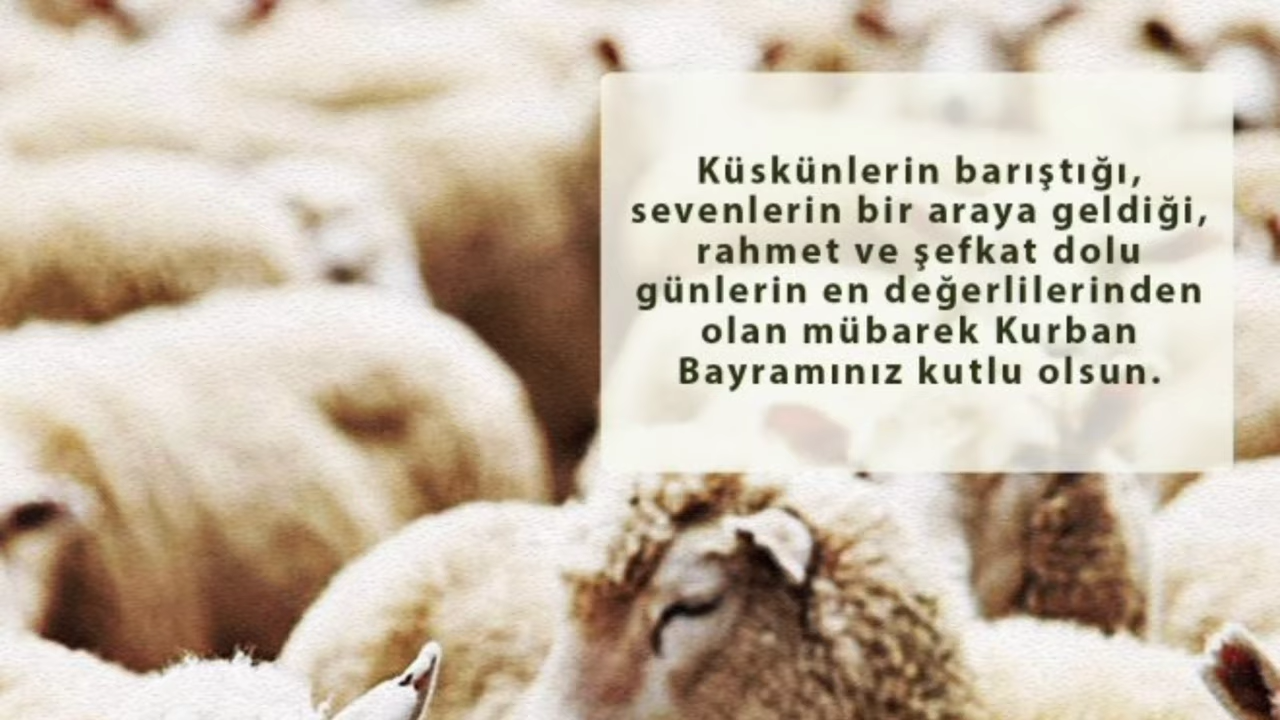 Küskünlerin barıştığı,
sevenlerin bir araya geldiği,
rahmet ve şefkat dolu
günlerin en değerlilerinden
olan mübarek Kurban
Bayramınız kutlu olsun.